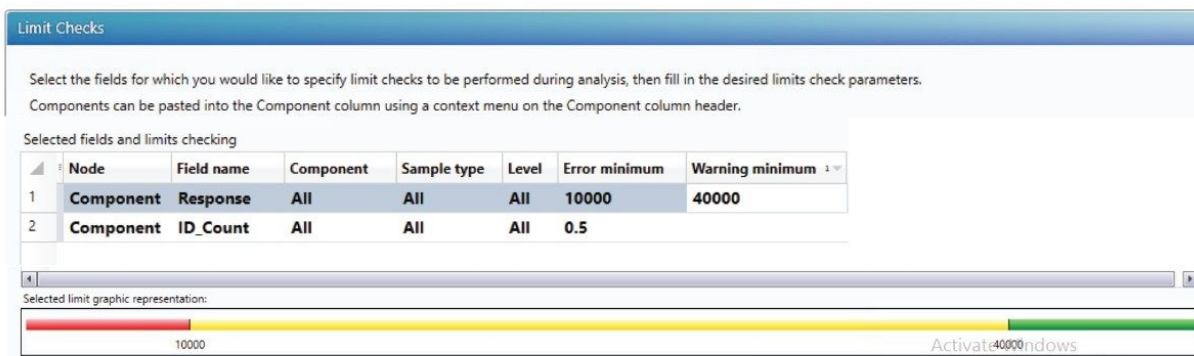 Limit Checks
Select the fields for which you would like to specify limit checks to be performed during analysis, then fill in the desired limits check parameters.
Components can be pasted into the Component column using a context menu on the Component column header.
Selected fields and limits checking
Node Field name Component Sample type Level Error minimum Warning minimum 1
1 Component Response All All All 10000 40000
2 Component ID_Count All All All 0.5
Selected limit graphic representation:
10000 40000
Activate Windows